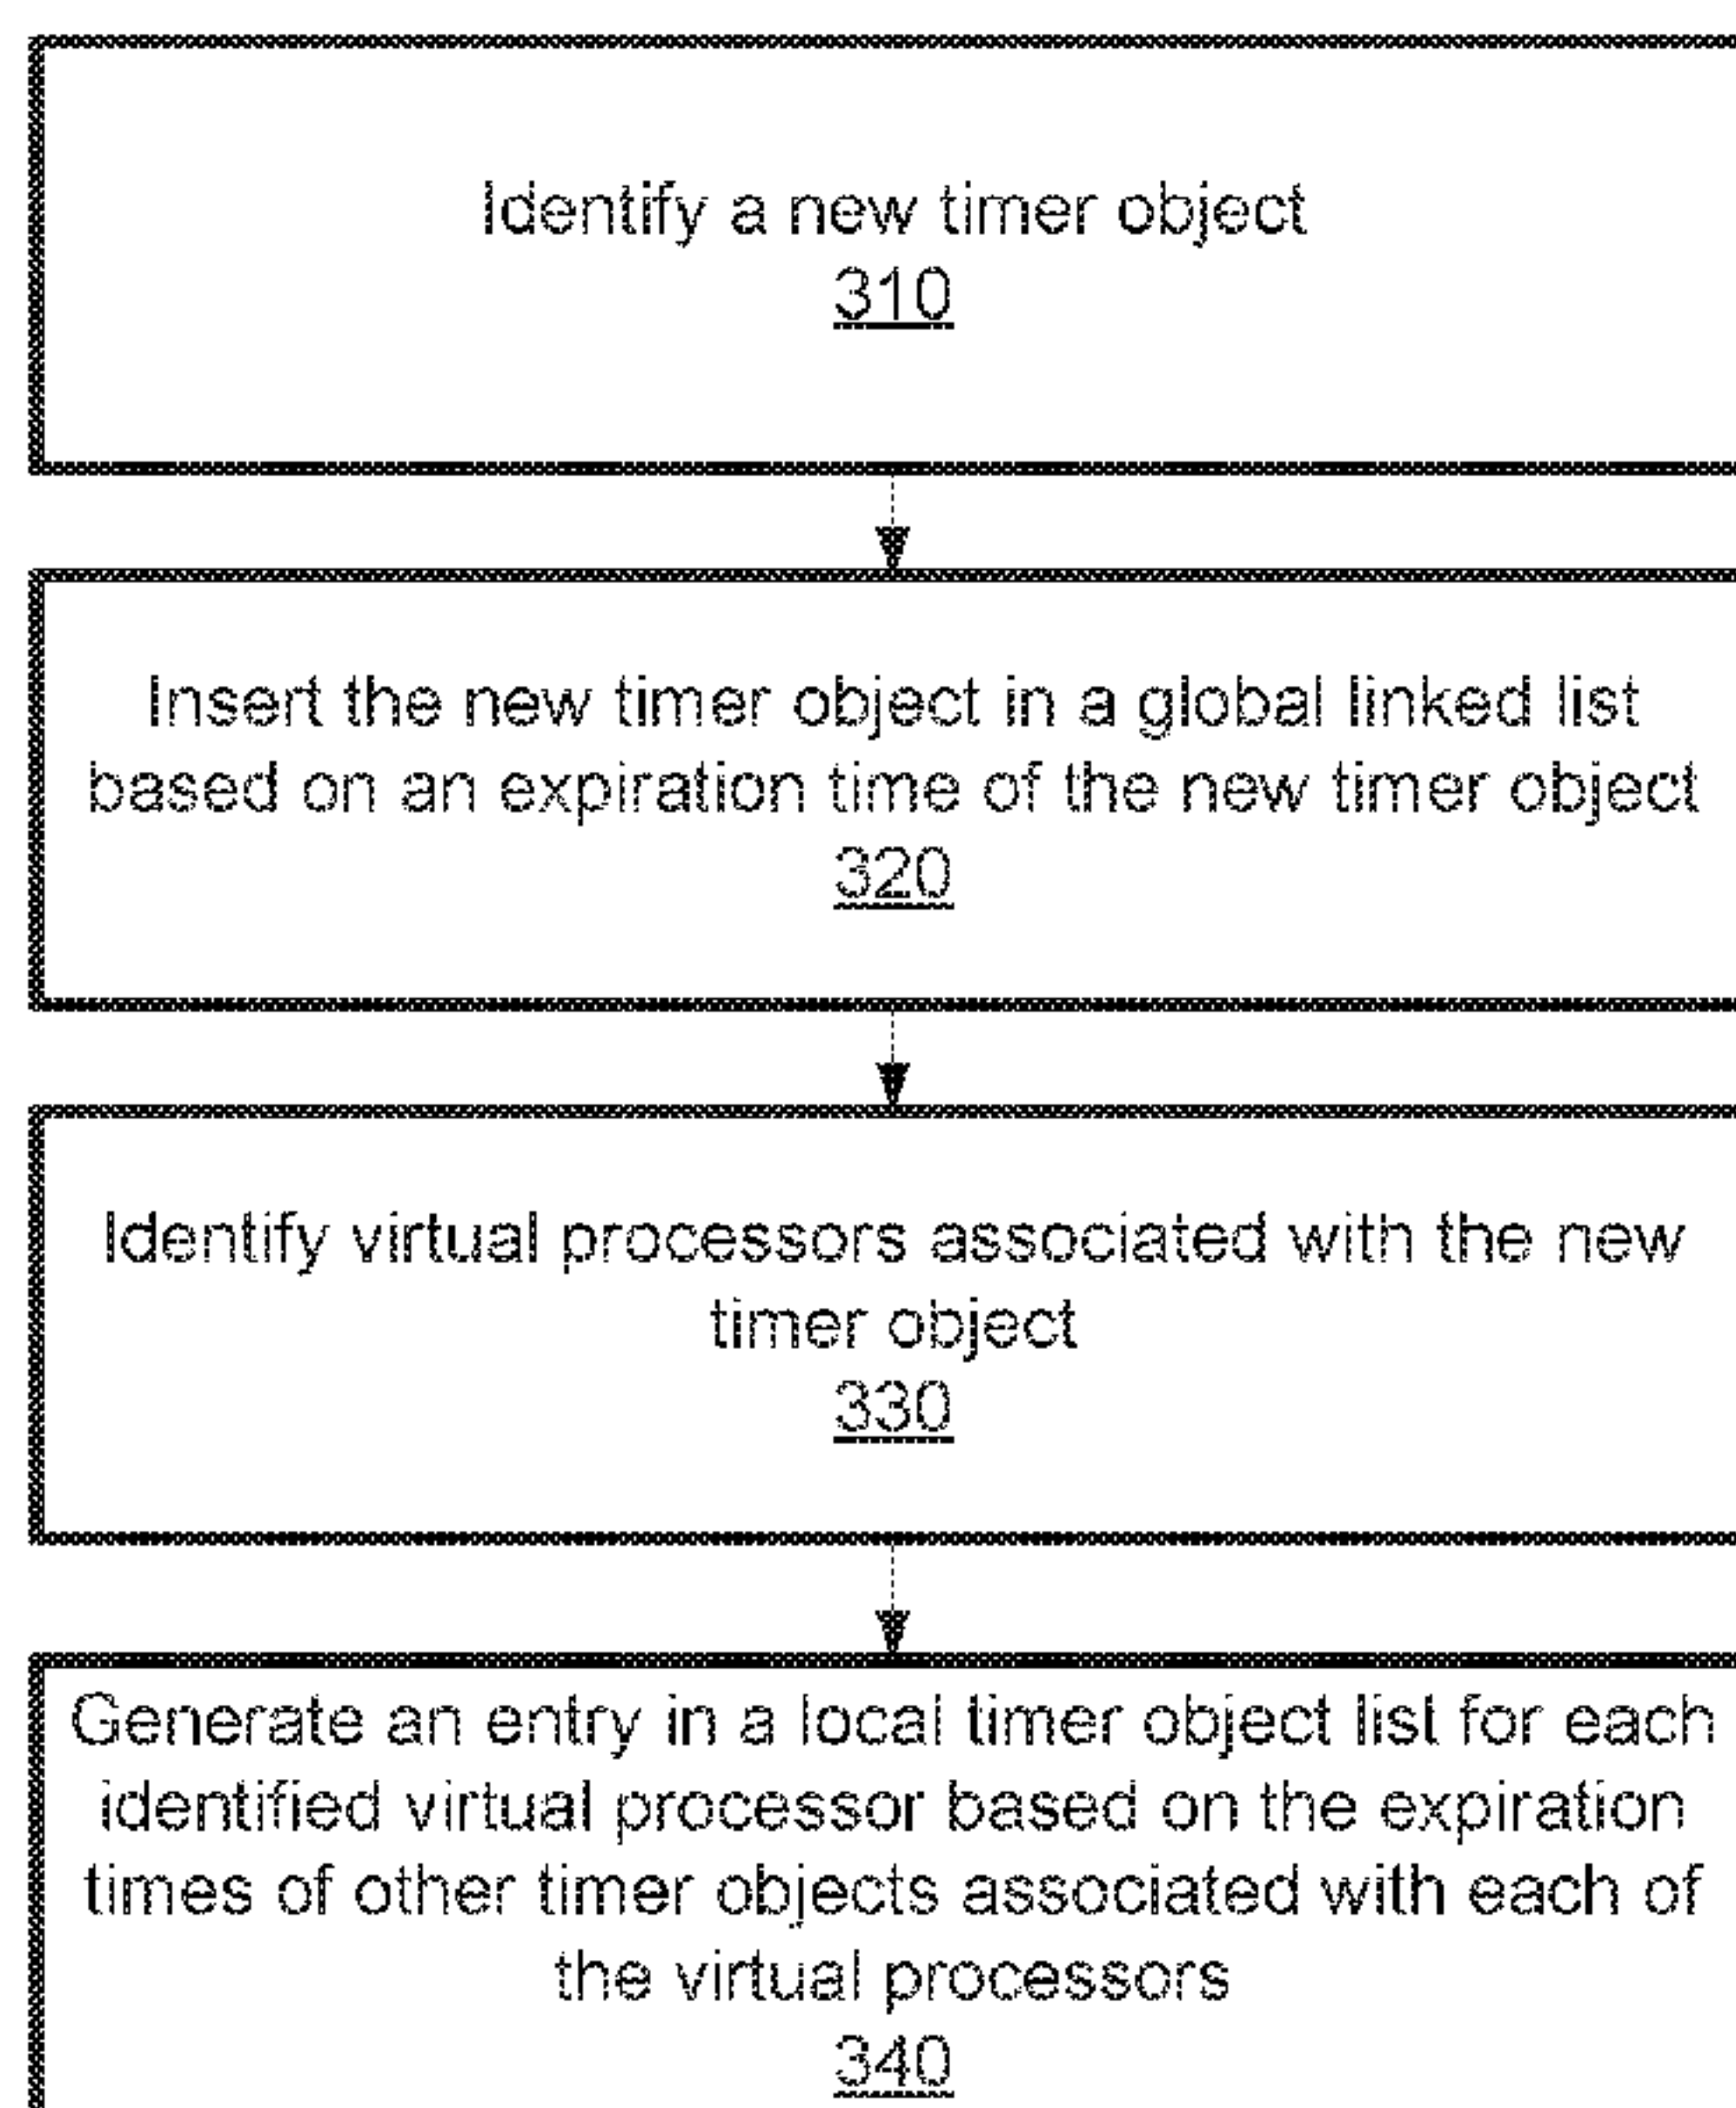 Identify a new timer object
310
Insert the new timer object in a global linked list
based on an expiration time of the new timer object
320
Identify virtual processors associated with the new
timer object
330
Generate an entry in a local timer object list for each
identified virtual processor based on the expiration
times of other timer objects associated with each of
the virtual processors
340